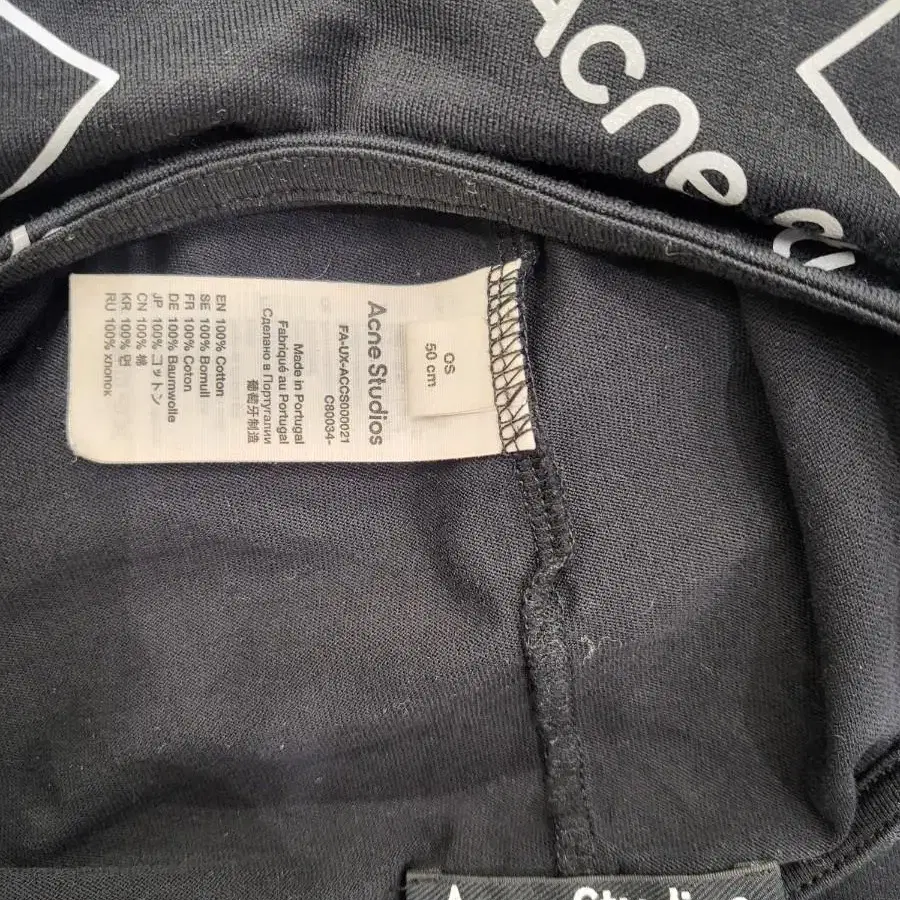 Acne
OS
50 cm
Acne Studios
FA-UX-ACCS000021
C80034-
Made in Portugal
Fabriqué au Portugal
Сделано в Португалии
葡萄牙制造
EN 100% Cotton
SE 100% Bomull
FR 100% Coton
DE 100% Baumwolle
JP 100% コットン
CN 100% 棉
KR 100% 면
RU 100% хлопок